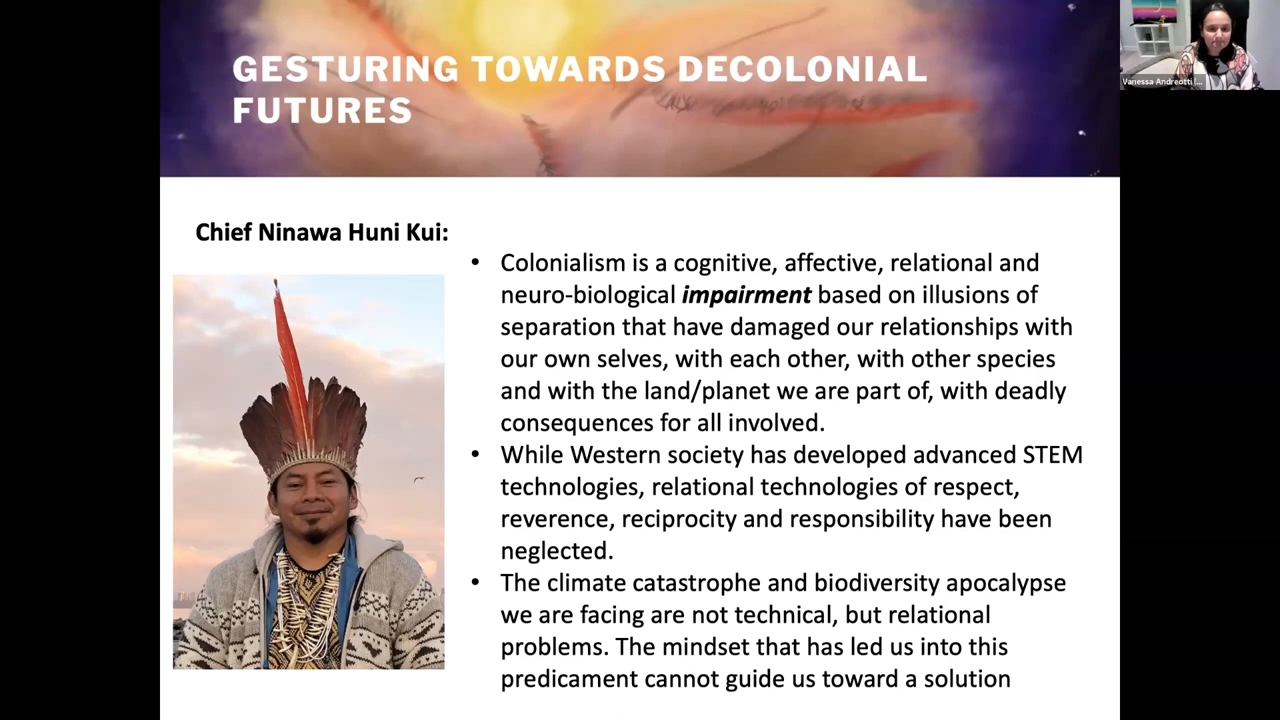 GESTURING TOWARDS DECOLONIAL
FUTURES
Vanessa Andreotti (...
Chief Ninawa Huni Kui:
• Colonialism is a cognitive, affective, relational and
neuro-biological impairment based on illusions of
separation that have damaged our relationships with
our own selves, with each other, with other species
and with the land/planet we are part of, with deadly
consequences for all involved.
• While Western society has developed advanced STEM
technologies, relational technologies of respect,
reverence, reciprocity and responsibility have been
neglected.
• The climate catastrophe and biodiversity apocalypse
we are facing are not technical, but relational
problems. The mindset that has led us into this
predicament cannot guide us toward a solution